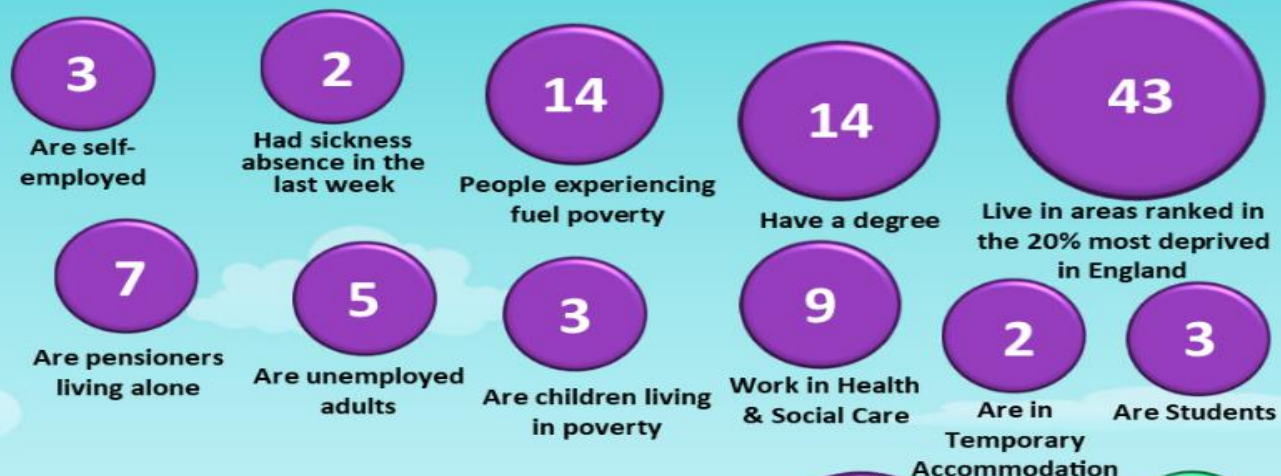 3
Are self-
employed
2
Had sickness
absence in the
last week
14
People experiencing
fuel poverty
14
Have a degree
43
Live in areas ranked in
the 20% most deprived
in England
7
Are pensioners
living alone
5
Are unemployed
adults
3
Are children living
in poverty
9
Work in Health
& Social Care
2
Are in
Temporary
Accommodation
3
Are Students